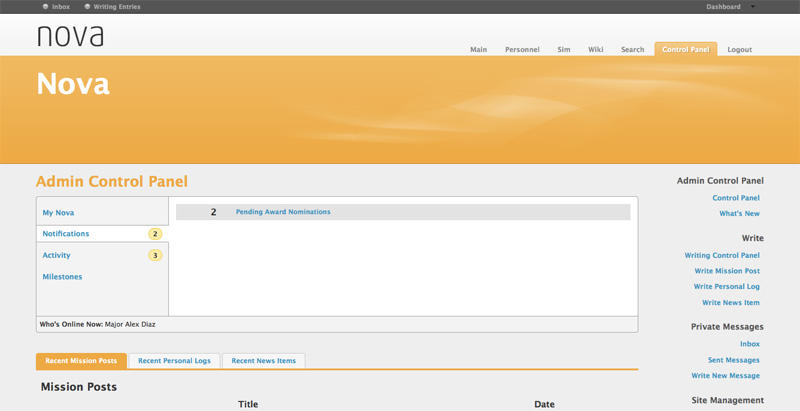 Inbox Writing Entries Dashboard
nova
Main Personnel Sim Wiki Search Control Panel Logout
Nova
Admin Control Panel
My Nova
Notifications 2
Activity 3
Milestones
2 Pending Award Nominations
Who's Online Now: Major Alex Diaz
Recent Mission Posts Recent Personal Logs Recent News Items
Mission Posts
Title Date
Admin Control Panel
Control Panel
What's New
Write
Writing Control Panel
Write Mission Post
Write Personal Log
Write News Item
Private Messages
Inbox
Sent Messages
Write New Message
Site Management